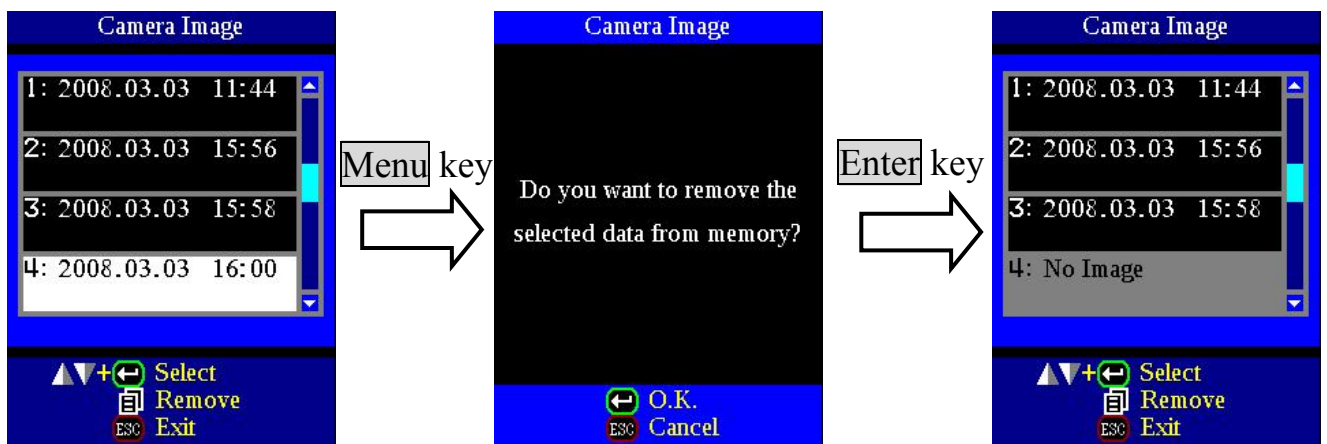 Camera Image
1: 2008.03.03 11:44
2: 2008.03.03 15:56
3: 2008.03.03 15:58
4: 2008.03.03 16:00
+ Select
Remove
ESC Exit
Menu key
Camera Image
Do you want to remove the
selected data from memory?
O.K.
ESC Cancel
Enter key
Camera Image
1: 2008.03.03 11:44
2: 2008.03.03 15:56
3: 2008.03.03 15:58
4: No Image
+ Select
Remove
ESC Exit